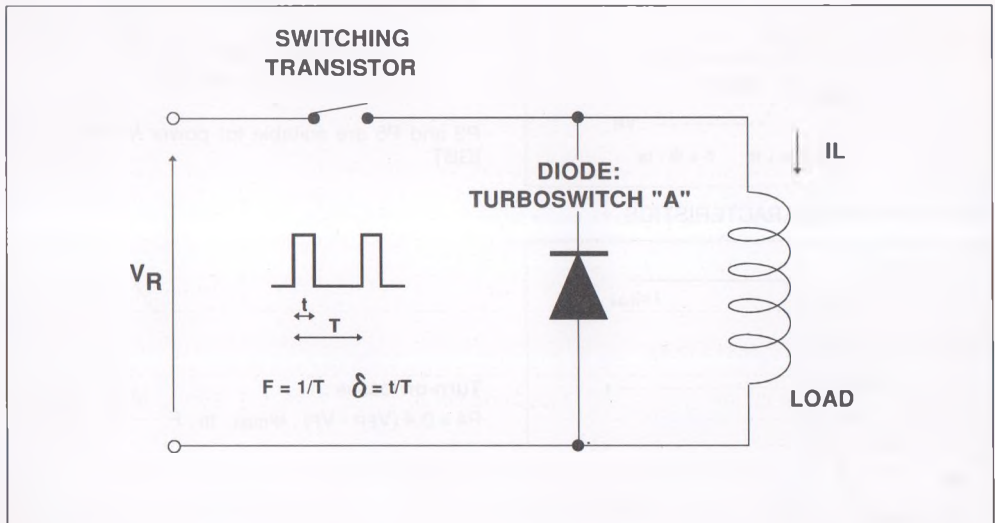 SWITCHING
TRANSISTOR
IL
DIODE:
TURBOSWITCH "A"
VR
t
T
F = 1/T δ = t/T
LOAD